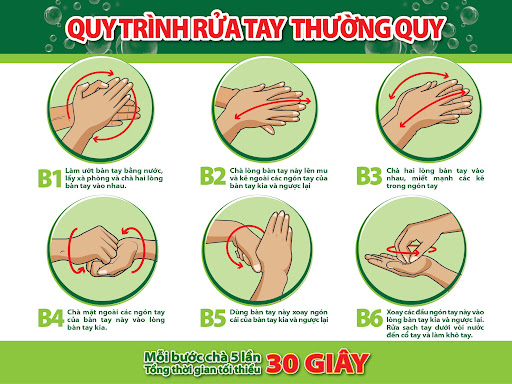 QUY TRÌNH RỬA TAY THƯỜNG QUY
B1
Làm ướt bàn tay bằng nước,
lấy xà phòng và chà hai lòng
bàn tay vào nhau.
B2
Chà lòng bàn tay này lên mu
và kẽ ngoài các ngón tay của
bàn tay kia và ngược lại
B3
Chà hai lòng bàn tay vào
nhau, miết mạnh các kẽ
trong ngón tay
B4
Chà mặt ngoài các ngón tay
của bàn tay này vào lòng
bàn tay kia.
B5
Dùng bàn tay này xoay ngón
cái của bàn tay kia và ngược lại
B6
Xoay các đầu ngón tay này vào
lòng bàn tay kia và ngược lại.
Rửa sạch tay dưới vòi nước
đến cổ tay và làm khô tay.
Mỗi bước chà 5 lần
Tổng thời gian tối thiểu
30 GIÂY